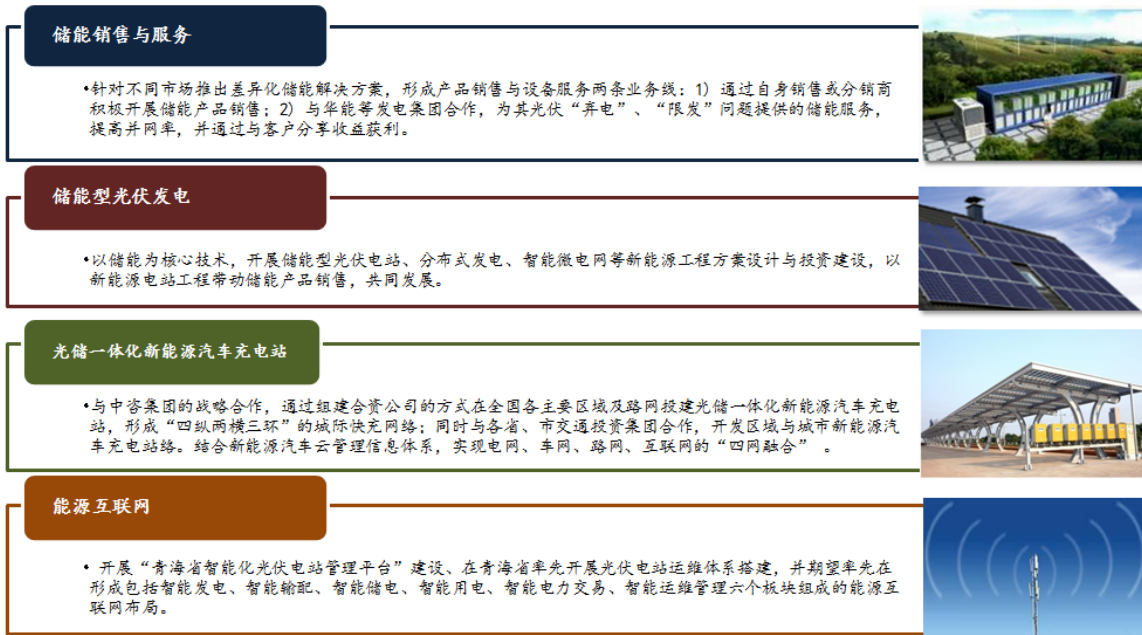 储能销售与服务
•针对不同市场推出差异化储能解决方案，形成产品销售与设备服务两条业务线：1）通过自身销售或分销商
积极开展储能产品销售；2）与华能等发电集团合作，为其光伏“弃电”、“限发”问题提供的储能服务，
提高并网率，并通过与客户分享收益获利。
储能型光伏发电
•以储能为核心技术，开展储能型光伏电站、分布式发电、智能微电网等新能源工程方案设计与投资建设，以
新能源电站工程带动储能产品销售，共同发展。
光储一体化新能源汽车充电站
•与中咨集团的战略合作，通过组建合资公司的方式在全国各主要区域及路网投建光储一体化新能源汽车充电
站，形成“四纵两横三环”的城际快充网络；同时与各省、市交通投资集团合作，开发区域与城市新能源汽
车充电站络。结合新能源汽车云管理信息体系，实现电网、车网、路网、互联网的“四网融合” 。
能源互联网
• 开展“青海省智能化光伏电站管理平台”建设、在青海省率先开展光伏电站运维体系搭建，并期望率先在
形成包括智能发电、智能输配、智能储电、智能用电、智能电力交易、智能运维管理六个板块组成的能源互
联网布局。